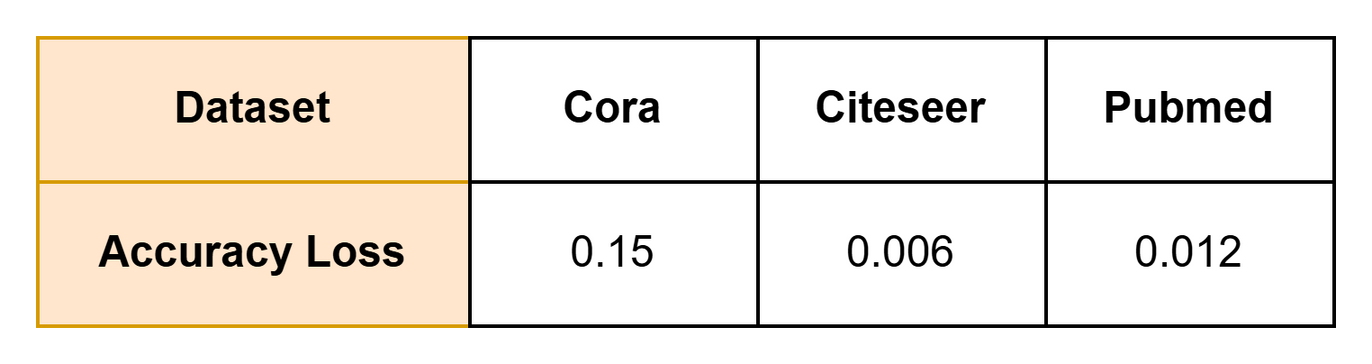 Dataset Cora Citeseer Pubmed
Accuracy Loss 0.15 0.006 0.012